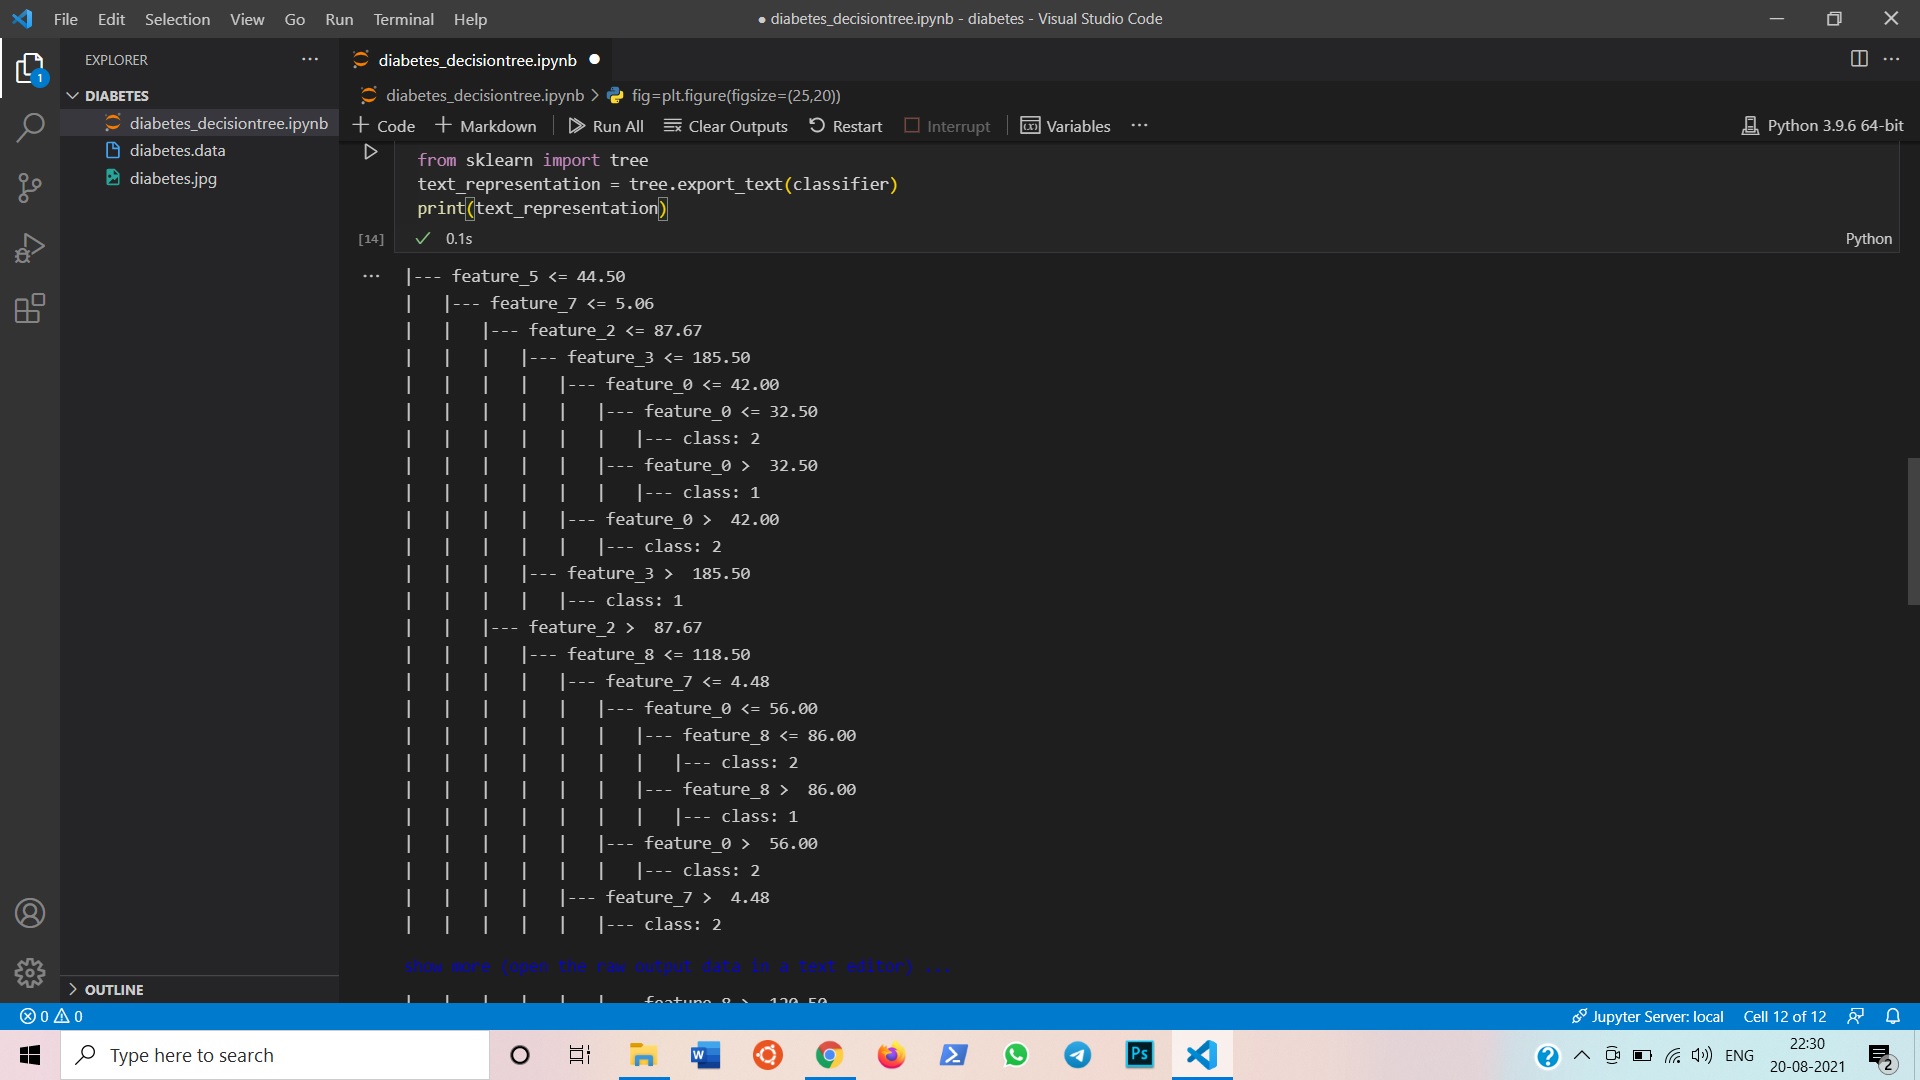 File Edit Selection View Go Run Terminal Help
● diabetes_decisiontree.ipynb - diabetes - Visual Studio Code
EXPLORER
diabetes_decisiontree.ipynb ●
DIABETES
diabetes_decisiontree.ipynb > fig=plt.figure(figsize=(25,20))
diabetes_decisiontree.ipynb
diabetes.data
diabetes.jpg
1
+ Code + Markdown Run All Clear Outputs Restart Interrupt Variables ···
Python 3.9.6 64-bit
from sklearn import tree
text_representation = tree.export_text(classifier)
print(text_representation)
[14] ✓ 0.1s
Python
|--- feature_5 <= 44.50
|   |--- feature_7 <= 5.06
|   |   |--- feature_2 <= 87.67
|   |   |   |--- feature_3 <= 185.50
|   |   |   |   |--- feature_0 <= 42.00
|   |   |   |   |   |--- feature_0 <= 32.50
|   |   |   |   |   |   |--- class: 2
|   |   |   |   |   |--- feature_0 >  32.50
|   |   |   |   |   |   |--- class: 1
|   |   |   |   |--- feature_0 >  42.00
|   |   |   |   |   |--- class: 2
|   |   |   |--- feature_3 >  185.50
|   |   |   |   |--- class: 1
|   |   |--- feature_2 >  87.67
|   |   |   |--- feature_8 <= 118.50
|   |   |   |   |--- feature_7 <= 4.48
|   |   |   |   |   |--- feature_0 <= 56.00
|   |   |   |   |   |   |--- feature_8 <= 86.00
|   |   |   |   |   |   |   |--- class: 2
|   |   |   |   |   |   |--- feature_8 >  86.00
|   |   |   |   |   |   |   |--- class: 1
|   |   |   |   |   |--- feature_0 >  56.00
|   |   |   |   |   |   |--- class: 2
|   |   |   |   |--- feature_7 >  4.48
|   |   |   |   |   |--- class: 2
show more (open the raw output data in a text editor) ...
|   |   |   |   |   |--- feature_8 >  120.50
OUTLINE
0 0
Jupyter Server: local Cell 12 of 12
Type here to search
W
Ps
ENG
22:30
20-08-2021
2